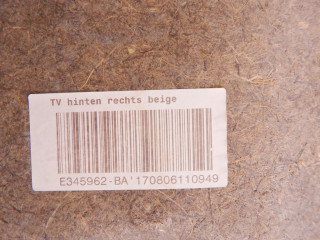 TV hinten rechts beige
E345962-BA'170806110949